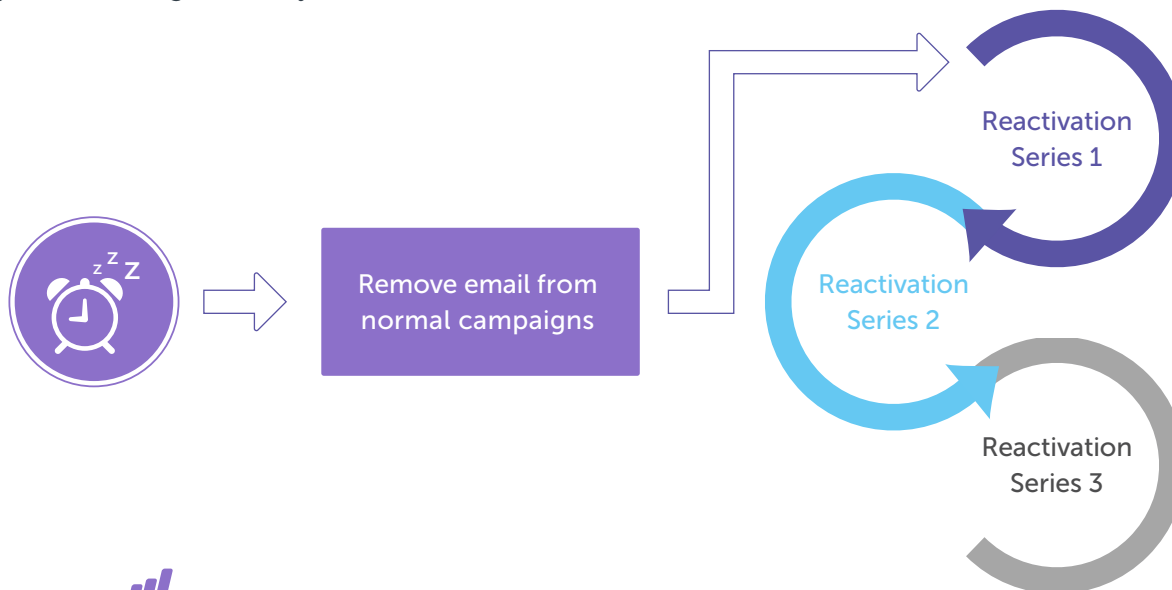 z z z
Remove email from
normal campaigns
Reactivation
Series 1
Reactivation
Series 2
Reactivation
Series 3